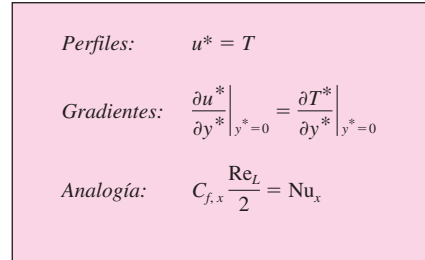 Perfiles: u* = T
Gradientes: ∂u*/∂y*|y*=0 = ∂T*/∂y*|y*=0
Analogía: Cf, x ReL/2 = Nux